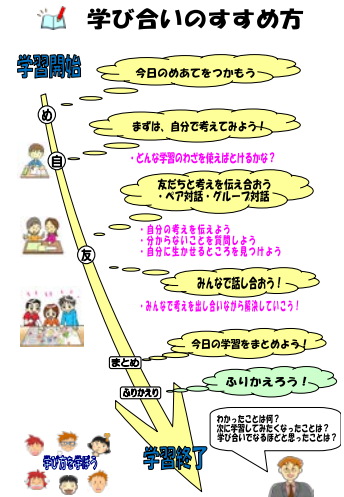 学び合いのすすめ方
学習開始
今日のめあてをつかもう
め
まずは、自分で考えてみよう！
自
・どんな学習のわざを使えばとけるかな？
友だちと考えを伝え合おう
・ペア対話・グループ対話
・自分の考えを伝えよう
・分からないことを質問しよう
・自分に生かせるところを見つけよう
友
みんなで話し合おう！
・みんなで考えを出し合いながら解決していこう！
今日の学習をまとめよう！
まとめ
ふりかえろう！
ふりかえり
わかったことは何？
次に学習してみたくなったことは？
学び合いでなるほどと思ったことは？
学び方を学ぼう
学習終了